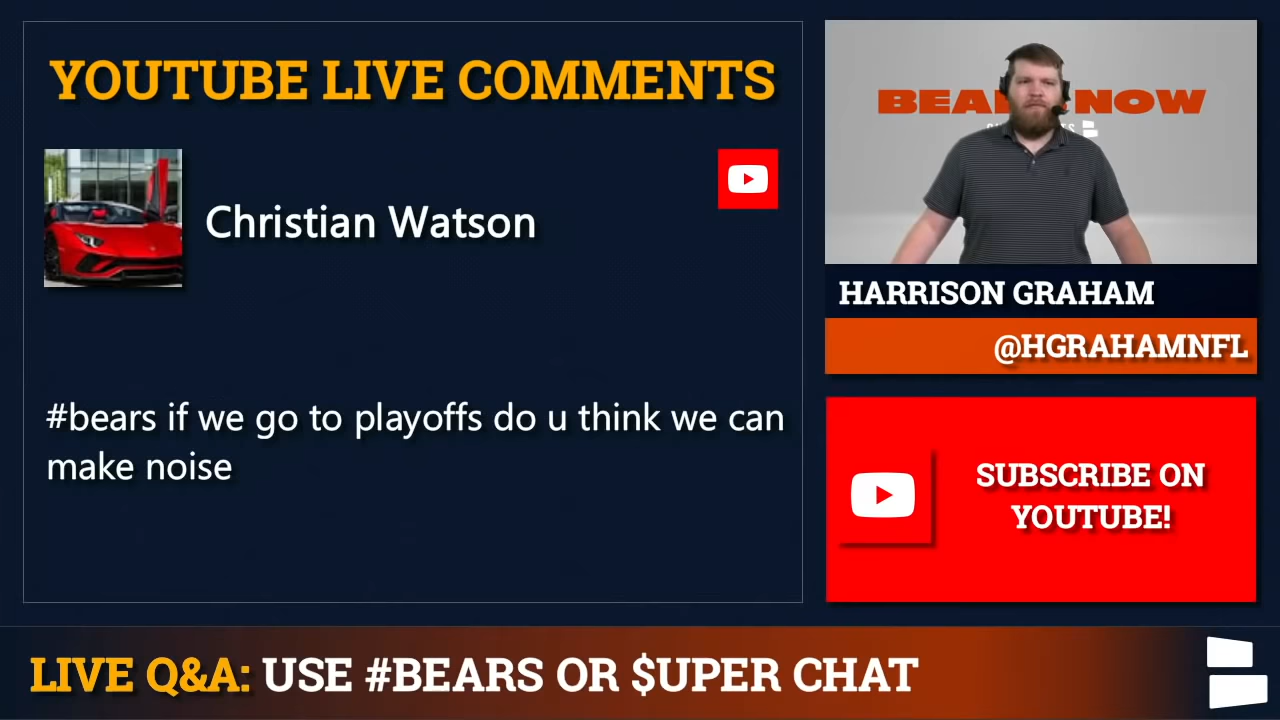 YOUTUBE LIVE COMMENTS
Christian Watson
#bears if we go to playoffs do u think we can
make noise
NOW
HARRISON GRAHAM
@HGRAHAMNFL
SUBSCRIBE ON
YOUTUBE!
LIVE Q&A: USE #BEARS OR $UPER CHAT